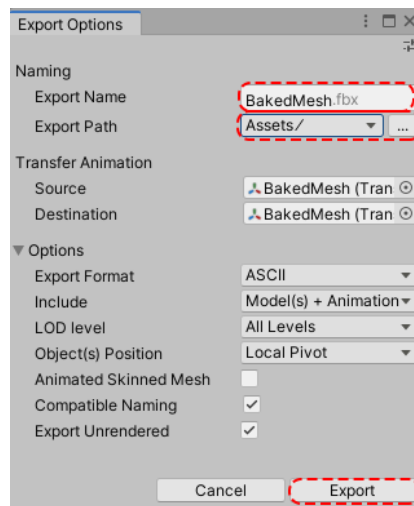 Export Options
Naming
Export Name BakedMesh.fbx
Export Path Assets/ ...
Transfer Animation
Source BakedMesh (Tran
Destination BakedMesh (Tran
Options
Export Format ASCII
Include Model(s) + Animation
LOD level All Levels
Object(s) Position Local Pivot
Animated Skinned Mesh
Compatible Naming
Export Unrendered
Cancel Export